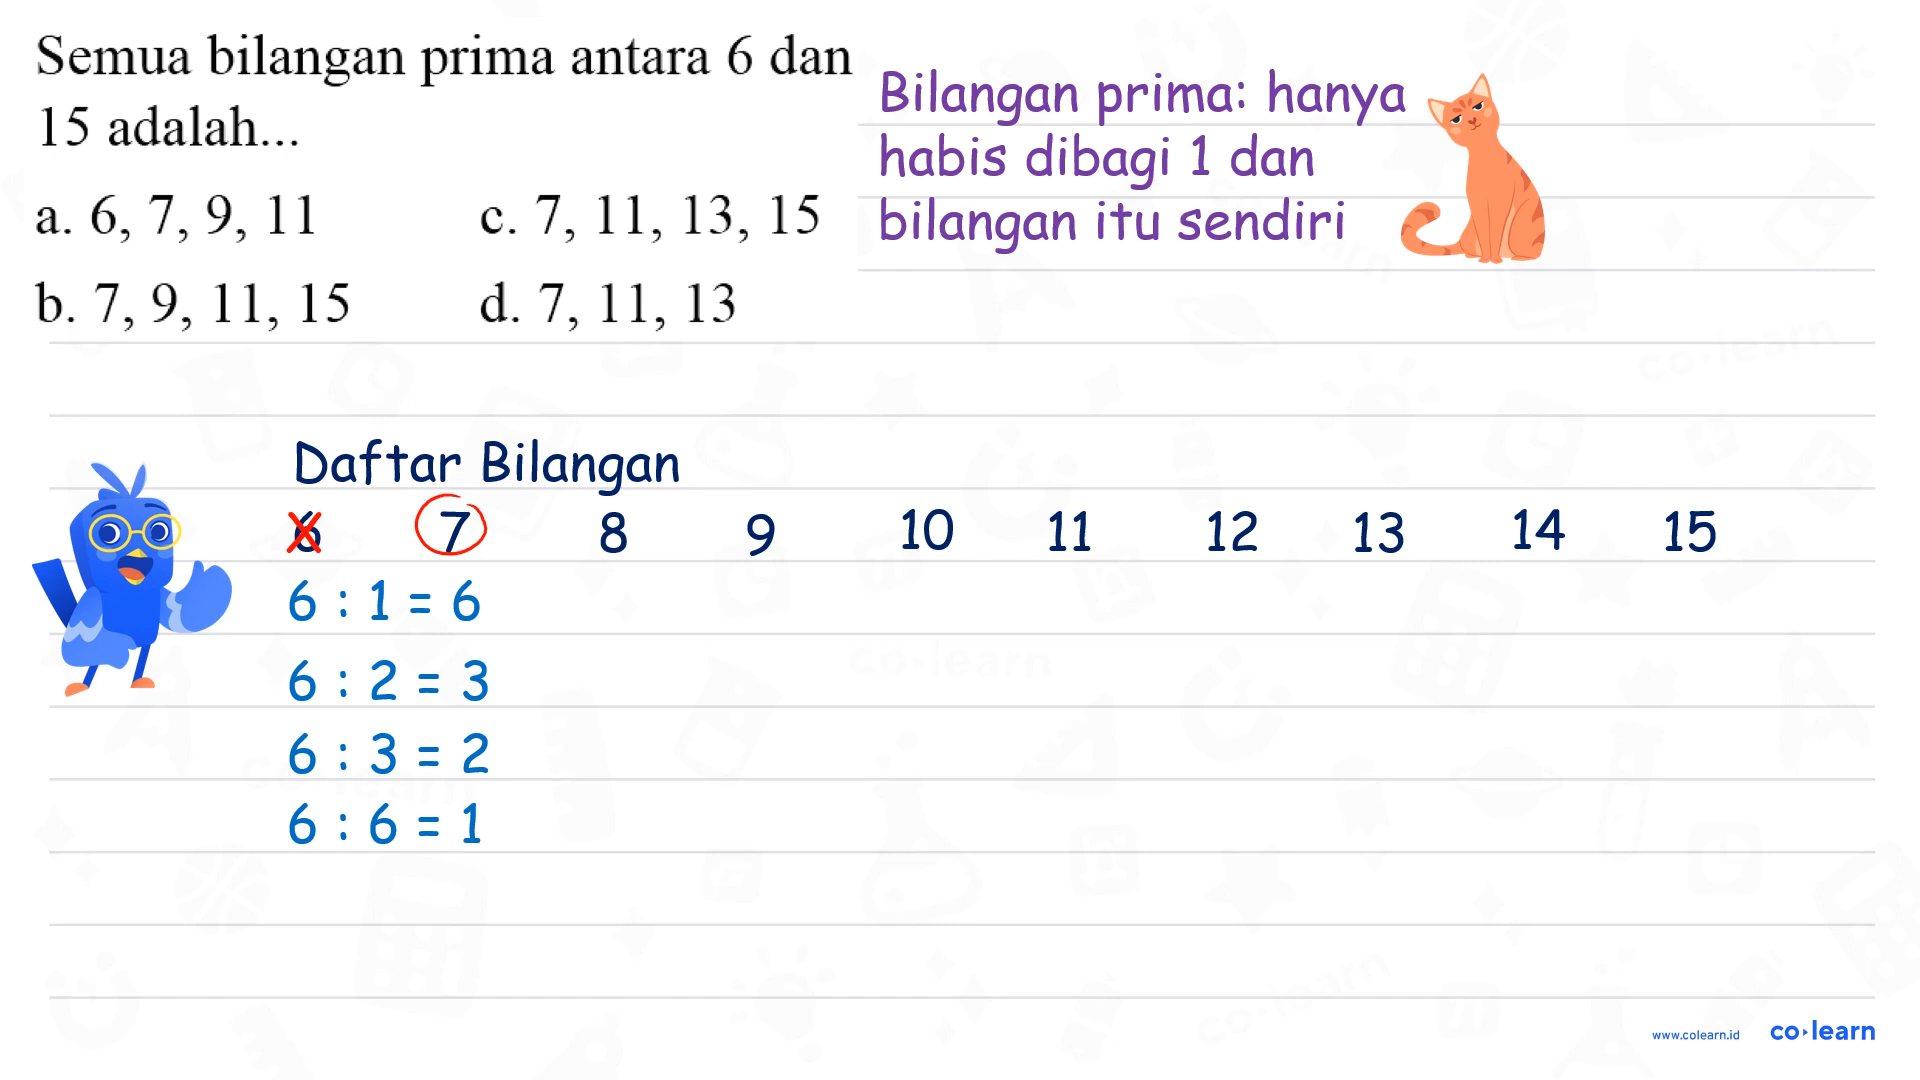 Semua bilangan prima antara 6 dan
15 adalah...
a. 6, 7, 9, 11
c. 7, 11, 13, 15
b. 7, 9, 11, 15
d. 7, 11, 13
Bilangan prima: hanya
habis dibagi 1 dan
bilangan itu sendiri
Daftar Bilangan
6 7 8 9 10 11 12 13 14 15
6 : 1 = 6
6 : 2 = 3
6 : 3 = 2
6 : 6 = 1
www.colearn.id co·learn